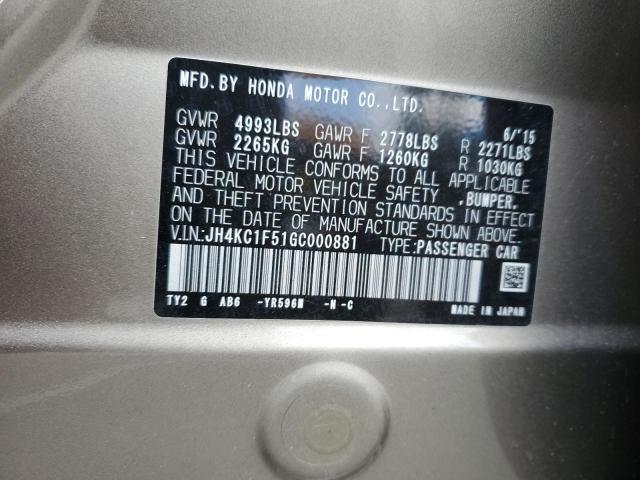 MFD.BY HONDA MOTOR CO.,LTD.
6/'15
GVWR 4993LBS GAWR F 2778LBS R 2271LBS
GVWR 2265KG GAWR F 1260KG R 1030KG
THIS VEHICLE CONFORMS TO ALL APPLICABLE
FEDERAL MOTOR VEHICLE SAFETY ,BUMPER,
AND THEFT PREVENTION STANDARDS IN EFFECT
ON THE DATE OF MANUFACTURE SHOWN ABOVE.
V.IN:JH4KC1F51GC000881 TYPE:PASSENGER CAR
TY2 G AB6 -YR596M -N -C
MADE IN JAPAN